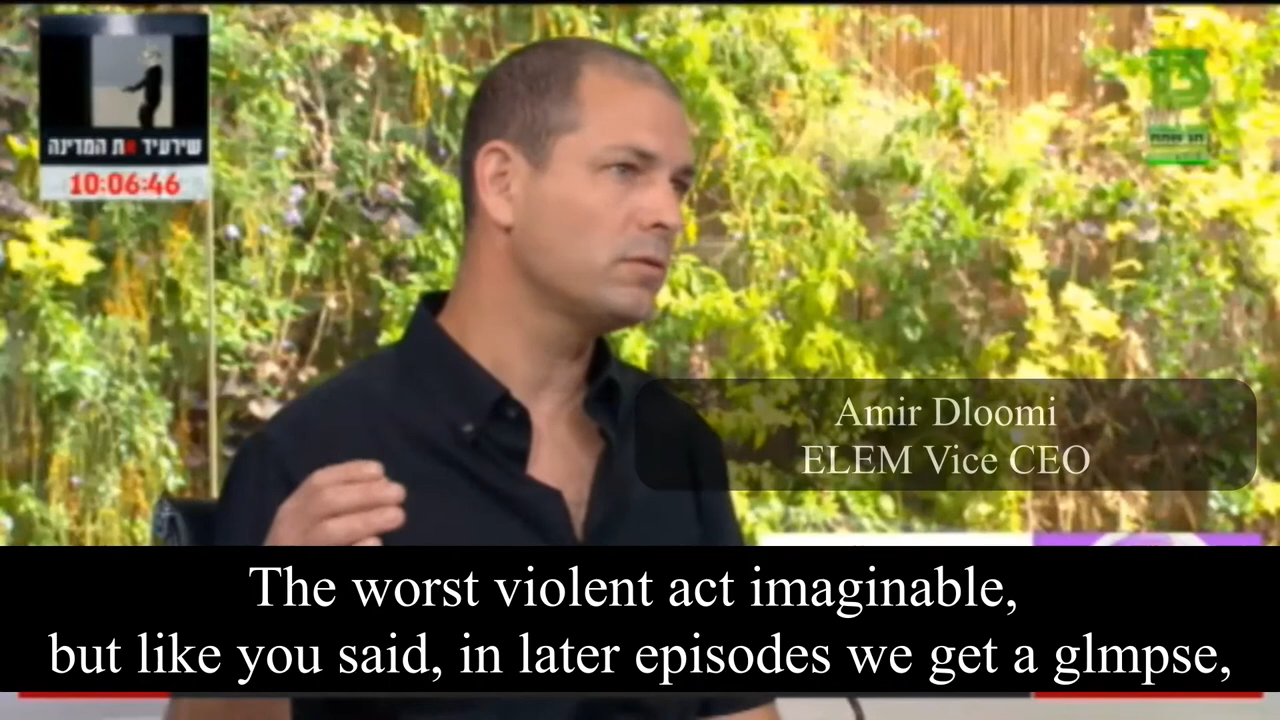 שירעיד את המדינה
10:06:46
Amir Dloomi
ELEM Vice CEO
The worst violent act imaginable,
but like you said, in later episodes we get a glmpse,